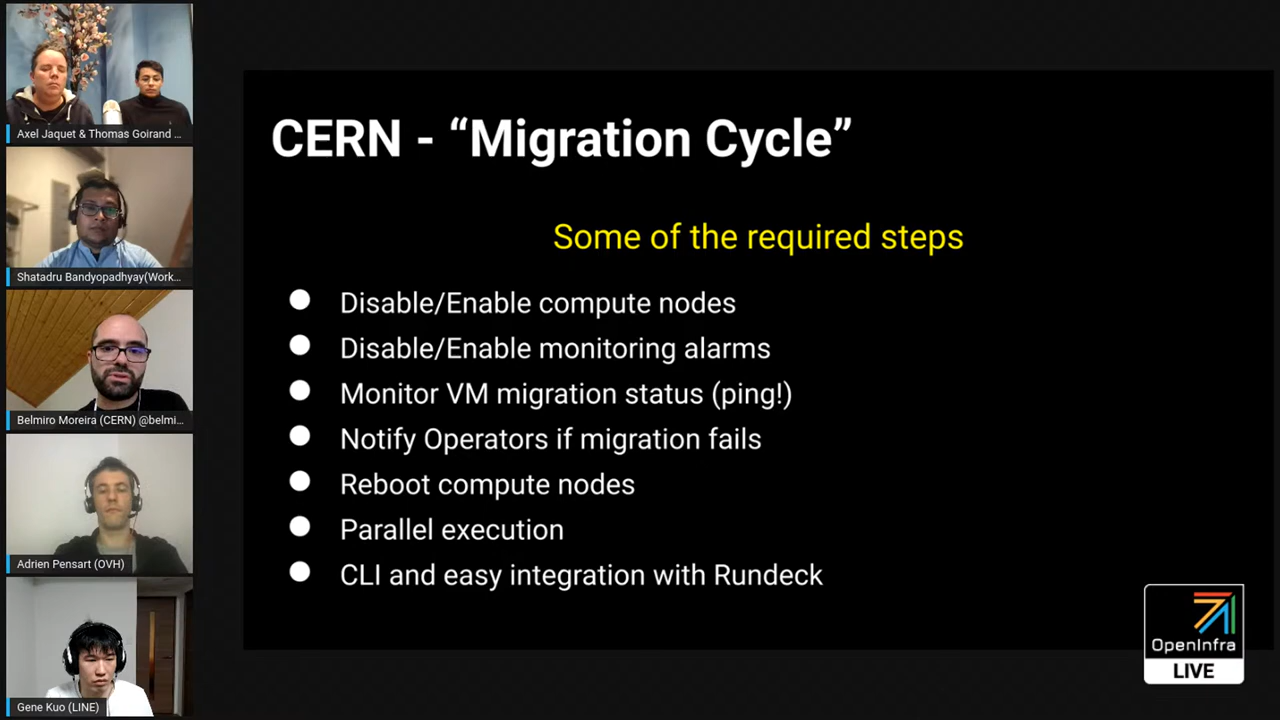 Axel Jaquet & Thomas Goirand ...
Shatadru Bandyopadhyay(Work...
Belmiro Moreira (CERN) @belmi...
Adrien Pensart (OVH)
Gene Kuo (LINE)
CERN - “Migration Cycle”
Some of the required steps
● Disable/Enable compute nodes
● Disable/Enable monitoring alarms
● Monitor VM migration status (ping!)
● Notify Operators if migration fails
● Reboot compute nodes
● Parallel execution
● CLI and easy integration with Rundeck
OpenInfra
LIVE